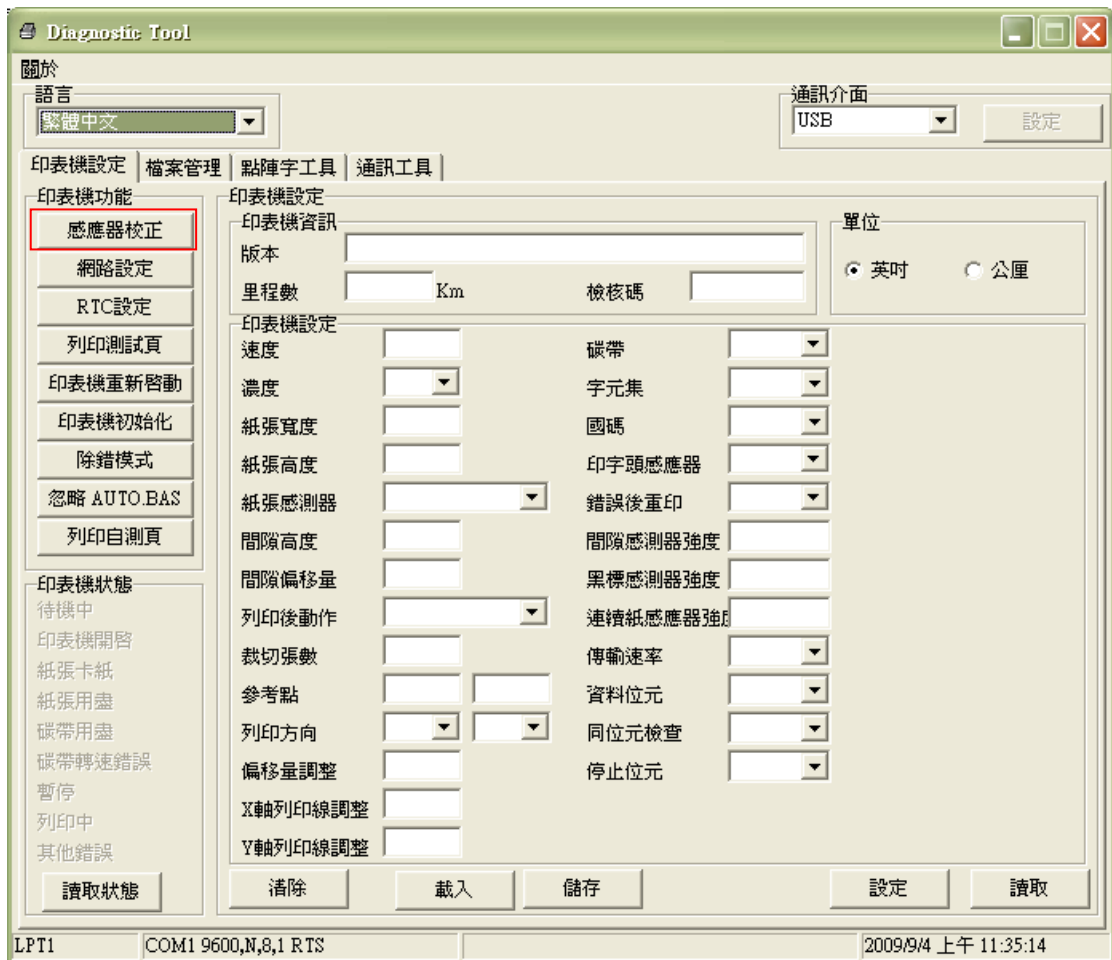 Diagnostic Tool
關於
語言
繁體中文
通訊介面
USB
設定
印表機設定 檔案管理 點陣字工具 通訊工具
印表機功能
感應器校正
網路設定
RTC設定
列印測試頁
印表機重新啓動
印表機初始化
除錯模式
忽略 AUTO.BAS
列印自測頁
印表機狀態
待機中
印表機開啓
紙張卡紙
紙張用盡
碳帶用盡
碳帶轉速錯誤
暫停
列印中
其他錯誤
讀取狀態
印表機設定
印表機資訊
版本
里程數 Km 檢核碼
單位
英吋 公厘
印表機設定
速度 碳帶
濃度 字元集
紙張寬度 國碼
紙張高度 印字頭感應器
紙張感測器 錯誤後重印
間隙高度 間隙感測器強度
間隙偏移量 黑標感測器強度
列印後動作 連續紙感應器強度
裁切張數 傳輸速率
參考點 資料位元
列印方向 同位元檢查
偏移量調整 停止位元
X軸列印線調整
Y軸列印線調整
清除 載入 儲存 設定 讀取
LPT1 COM1 9600,N,8,1 RTS 2009/9/4 上午 11:35:14